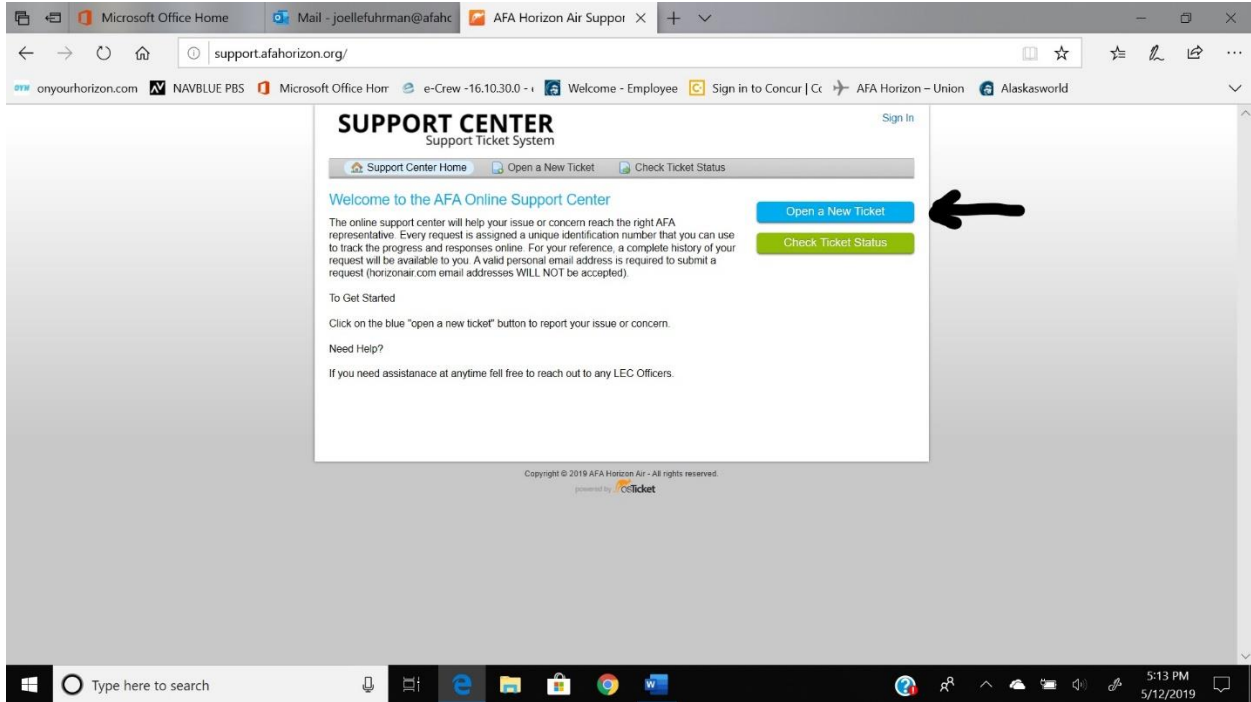 Microsoft Office Home
Mail - joellefuhrman@afaho
AFA Horizon Air Suppor
support.afahorizon.org/
onyourhorizon.com
NAVBLUE PBS
Microsoft Office Hom
e-Crew -16.10.30.0 -
Welcome - Employee
Sign in to Concur | Cc
AFA Horizon – Union
Alaskasworld
SUPPORT CENTER
Support Ticket System
Sign In
Support Center Home
Open a New Ticket
Check Ticket Status
Welcome to the AFA Online Support Center
The online support center will help your issue or concern reach the right AFA
representative. Every request is assigned a unique identification number that you can use
to track the progress and responses online. For your reference, a complete history of your
request will be available to you. A valid personal email address is required to submit a
request (horizonair.com email addresses WILL NOT be accepted).
Open a New Ticket
Check Ticket Status
To Get Started
Click on the blue "open a new ticket" button to report your issue or concern.
Need Help?
If you need assistanace at anytime fell free to reach out to any LEC Officers.
Copyright © 2019 AFA Horizon Air - All rights reserved.
powered by osTicket
Type here to search
5:13 PM
5/12/2019